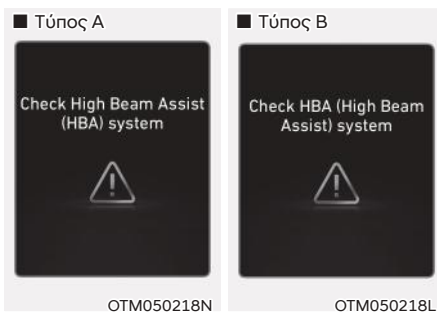 ■ Τύπος A
Check High Beam Assist
(HBA) system
OTM050218N
■ Τύπος B
Check HBA (High Beam
Assist) system
OTM050218L